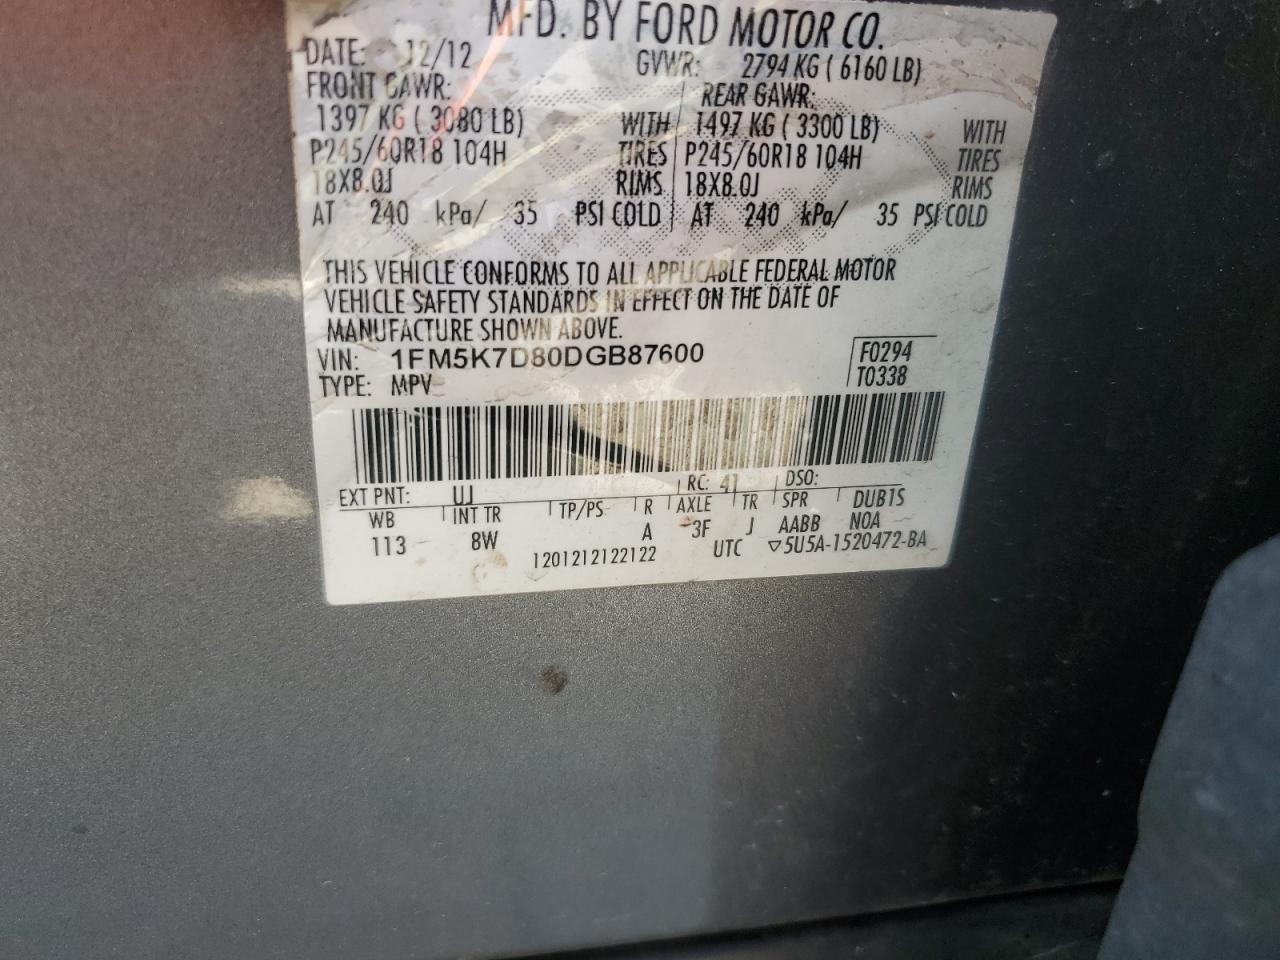 MFD. BY FORD MOTOR CO.
DATE: 12/12 GVWR: 2794 KG ( 6160 LB)
FRONT GAWR: REAR GAWR:
1397 KG ( 3080 LB) WITH 1497 KG ( 3300 LB) WITH
P245/60R18 104H TIRES P245/60R18 104H TIRES
18X8.0J RIMS 18X8.0J RIMS
AT 240 kPa/ 35 PSI COLD AT 240 kPa/ 35 PSI COLD
THIS VEHICLE CONFORMS TO ALL APPLICABLE FEDERAL MOTOR
VEHICLE SAFETY STANDARDS IN EFFECT ON THE DATE OF
MANUFACTURE SHOWN ABOVE.
VIN: 1FM5K7D80DGB87600 F0294
TYPE: MPV T0338
EXT PNT: UJ RC: 41 DSO:
WB INT TR TP/PS R AXLE TR SPR DUB1S
113 8W A 3F J AABB N0A
1201212122122 UTC ▽5U5A-1520472-BA